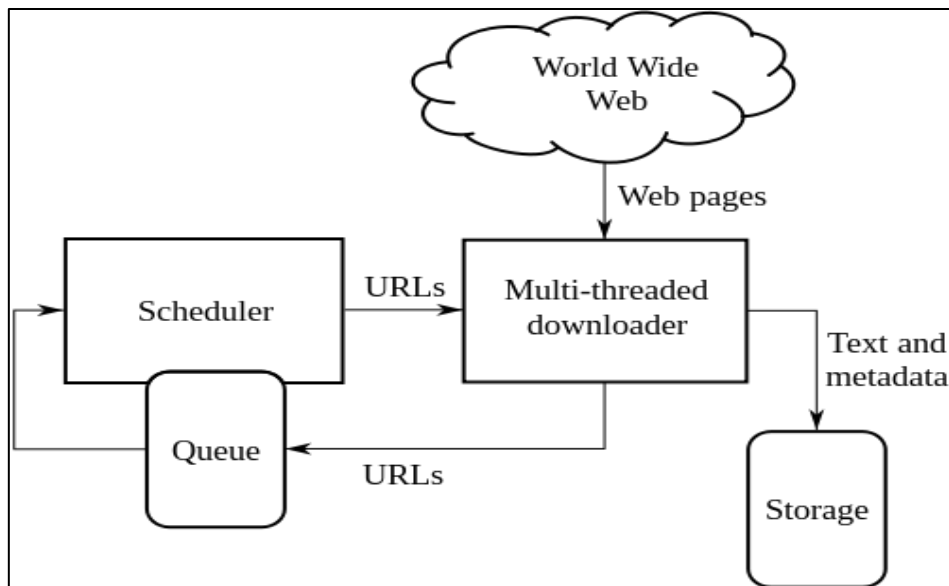 World Wide
Web
Web pages
Scheduler
URLs
Multi-threaded
downloader
Text and
metadata
Queue
URLs
Storage